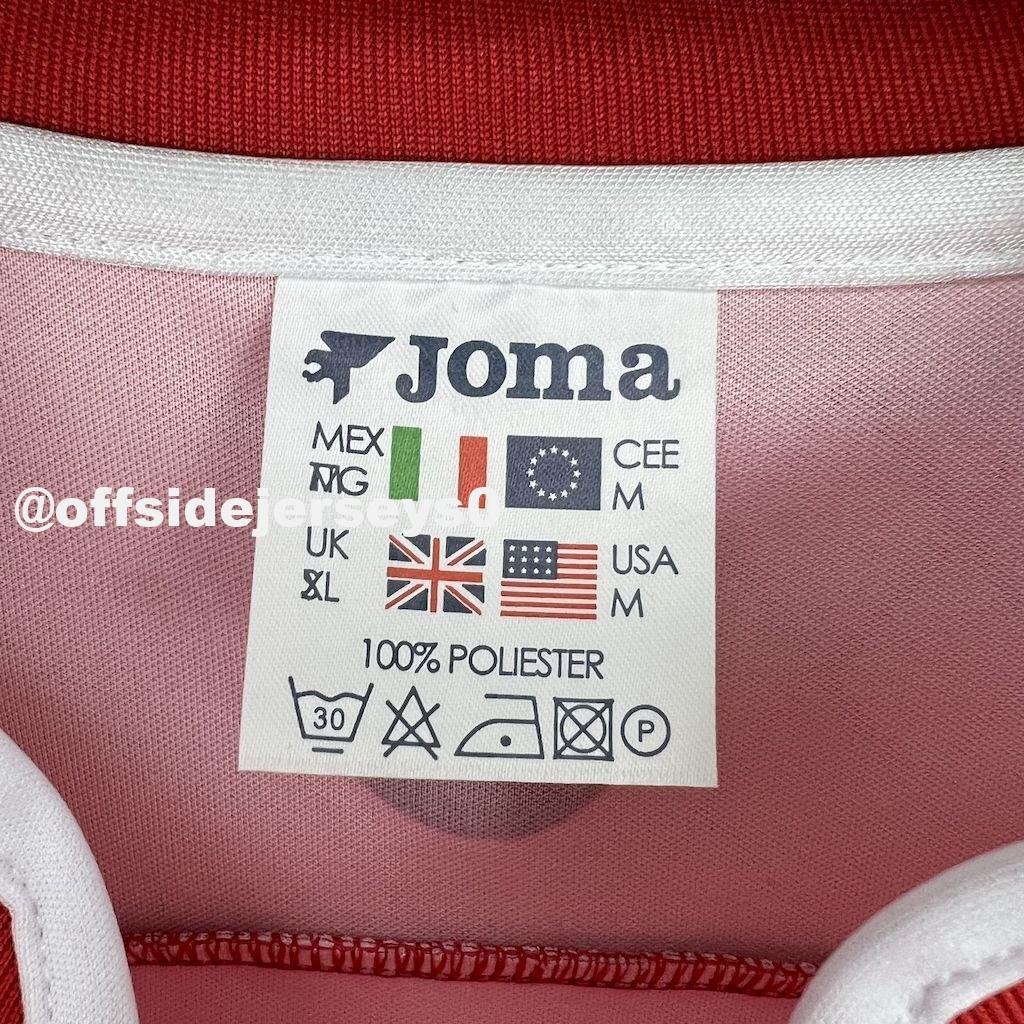 JOMA
MEX
CEE
M
@offsidejerseys0
UK
USA
M
100% POLIESTER
30
P